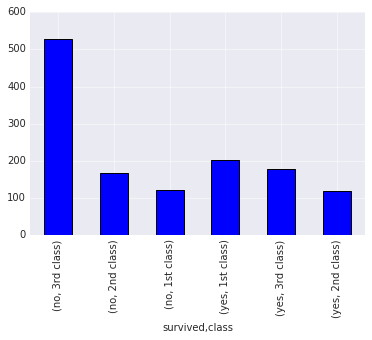 600
500
400
300
200
100
0
(no, 3rd class)
(no, 2nd class)
(no, 1st class)
(yes, 1st class)
(yes, 3rd class)
(yes, 2nd class)
survived,class